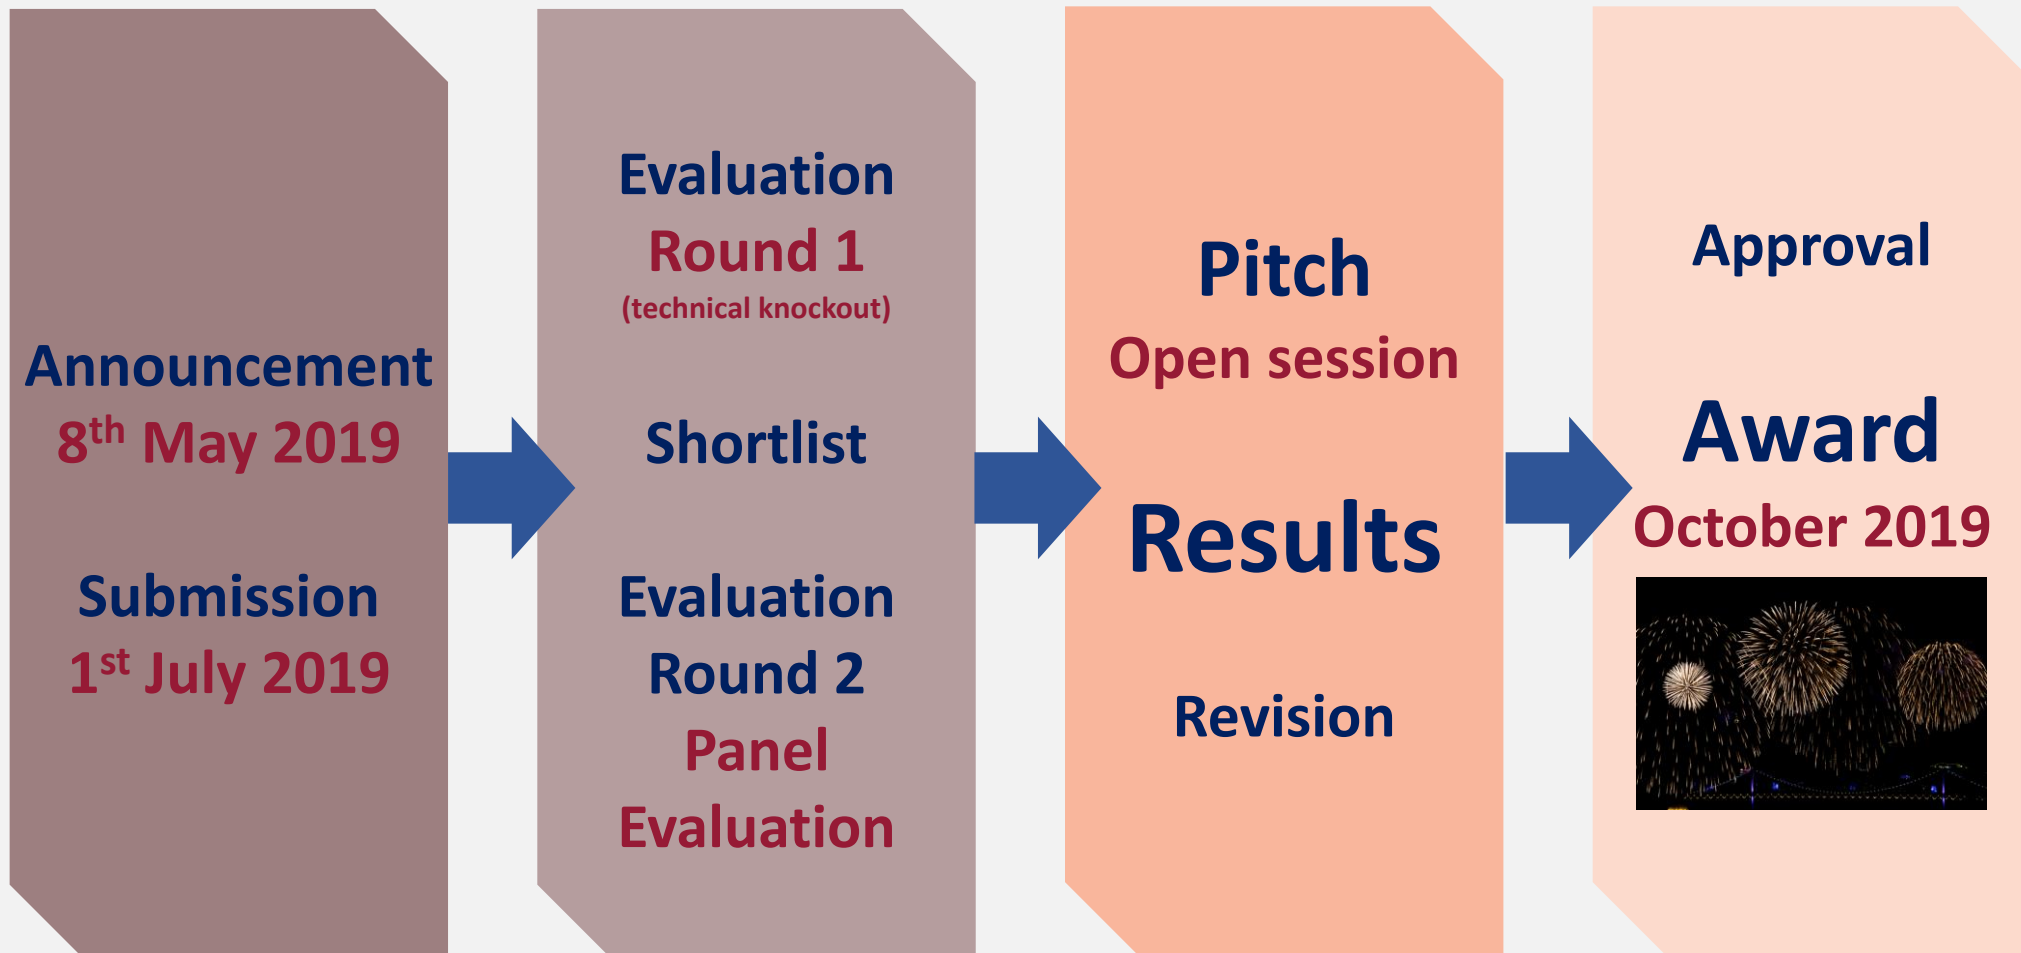 Announcement
8th May 2019
Submission
1st July 2019
Evaluation
Round 1
(technical knockout)
Shortlist
Evaluation
Round 2
Panel
Evaluation
Pitch
Open session
Results
Revision
Approval
Award
October 2019